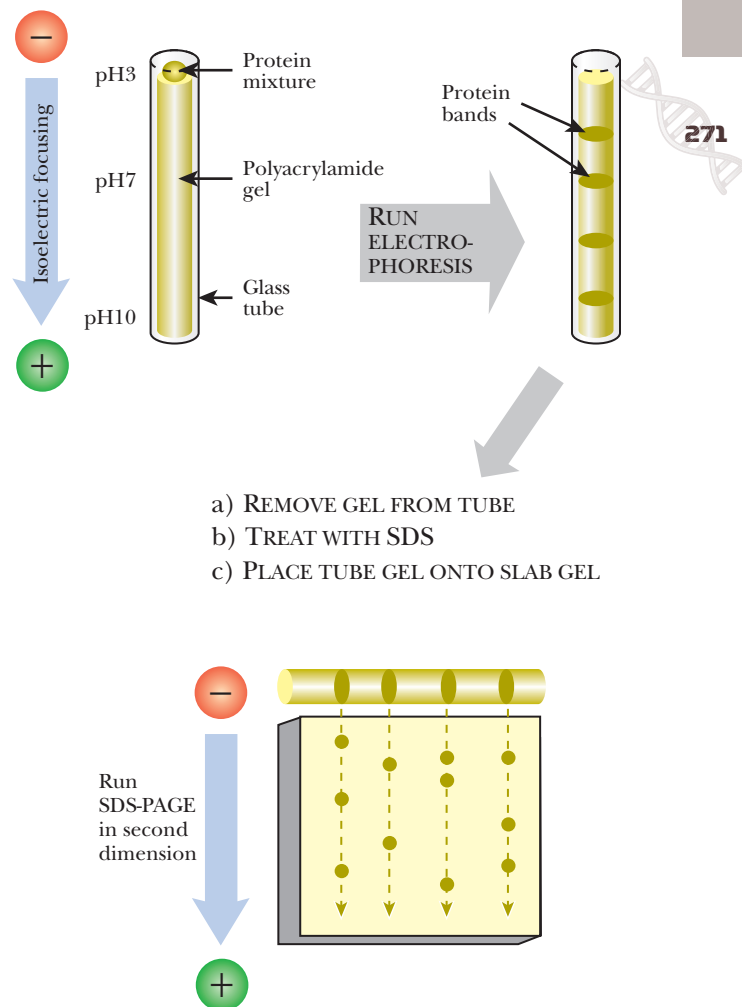 −
pH3
Protein
mixture
Isoelectric focusing
pH7
Polyacrylamide
gel
Glass
tube
pH10
+
Protein
bands
271
RUN
ELECTRO-
PHORESIS
a) REMOVE GEL FROM TUBE
b) TREAT WITH SDS
c) PLACE TUBE GEL ONTO SLAB GEL
−
Run
SDS-PAGE
in second
dimension
+